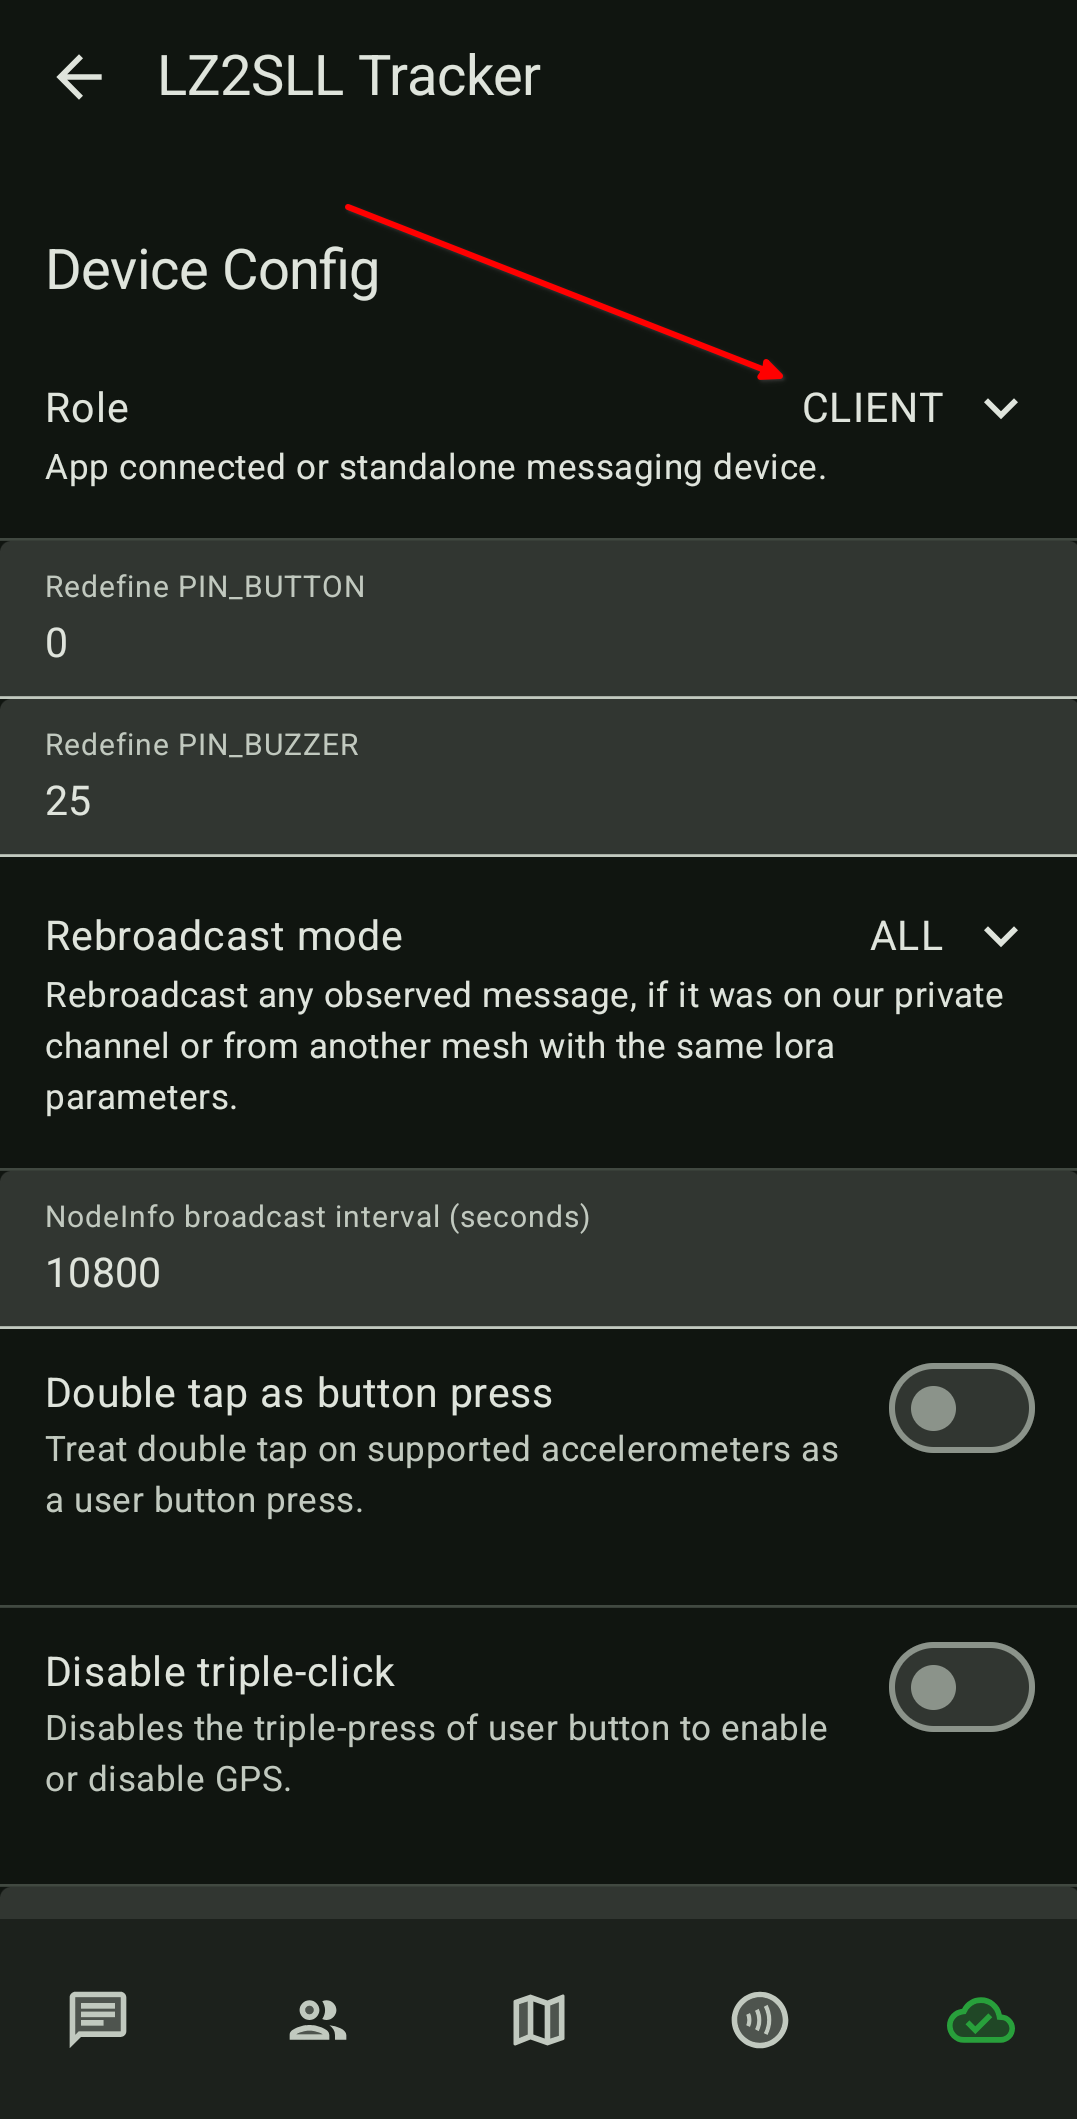 LZ2SLL Tracker
Device Config
Role CLIENT
App connected or standalone messaging device.
Redefine PIN_BUTTON
0
Redefine PIN_BUZZER
25
Rebroadcast mode ALL
Rebroadcast any observed message, if it was on our private
channel or from another mesh with the same lora
parameters.
NodeInfo broadcast interval (seconds)
10800
Double tap as button press
Treat double tap on supported accelerometers as
a user button press.
Disable triple-click
Disables the triple-press of user button to enable
or disable GPS.